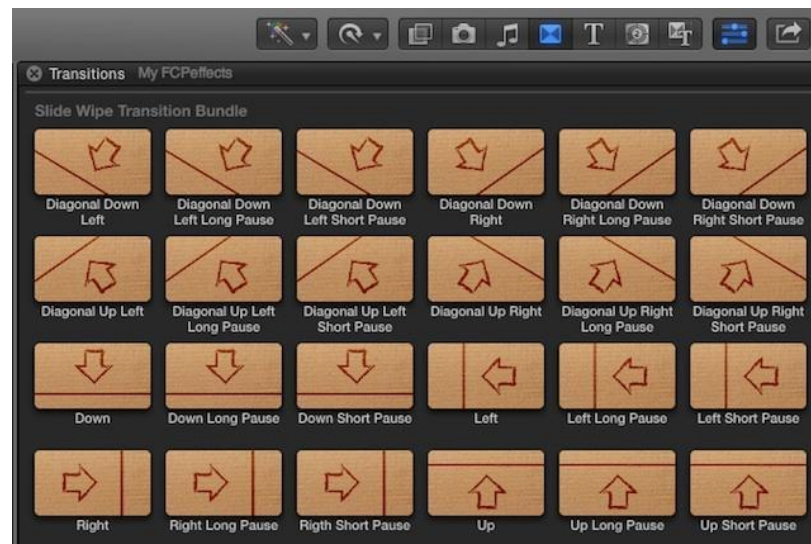 Transitions My FCPeffects
Slide Wipe Transition Bundle
Diagonal Down Left
Diagonal Down Left Long Pause
Diagonal Down Left Short Pause
Diagonal Down Right
Diagonal Down Right Long Pause
Diagonal Down Right Short Pause
Diagonal Up Left
Diagonal Up Left Long Pause
Diagonal Up Left Short Pause
Diagonal Up Right
Diagonal Up Right Long Pause
Diagonal Up Right Short Pause
Down
Down Long Pause
Down Short Pause
Left
Left Long Pause
Left Short Pause
Right
Right Long Pause
Rigth Short Pause
Up
Up Long Pause
Up Short Pause